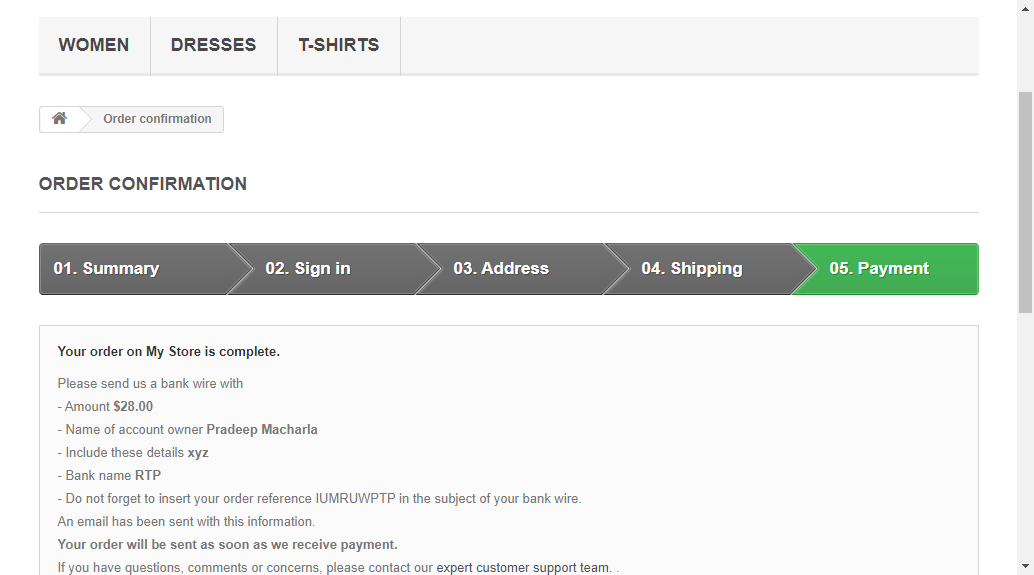 WOMEN DRESSES T-SHIRTS
Order confirmation
ORDER CONFIRMATION
01. Summary 02. Sign in 03. Address 04. Shipping 05. Payment
Your order on My Store is complete.
Please send us a bank wire with
- Amount $28.00
- Name of account owner Pradeep Macharla
- Include these details xyz
- Bank name RTP
- Do not forget to insert your order reference IUMRUWPTP in the subject of your bank wire.
An email has been sent with this information.
Your order will be sent as soon as we receive payment.
If you have questions, comments or concerns, please contact our expert customer support team. .